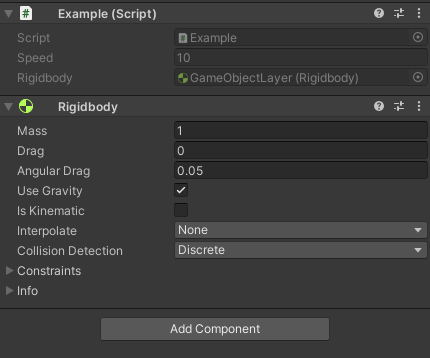 Example (Script)
Script Example
Speed 10
Rigidbody GameObjectLayer (Rigidbody)
Rigidbody
Mass 1
Drag 0
Angular Drag 0.05
Use Gravity
Is Kinematic
Interpolate None
Collision Detection Discrete
Constraints
Info
Add Component